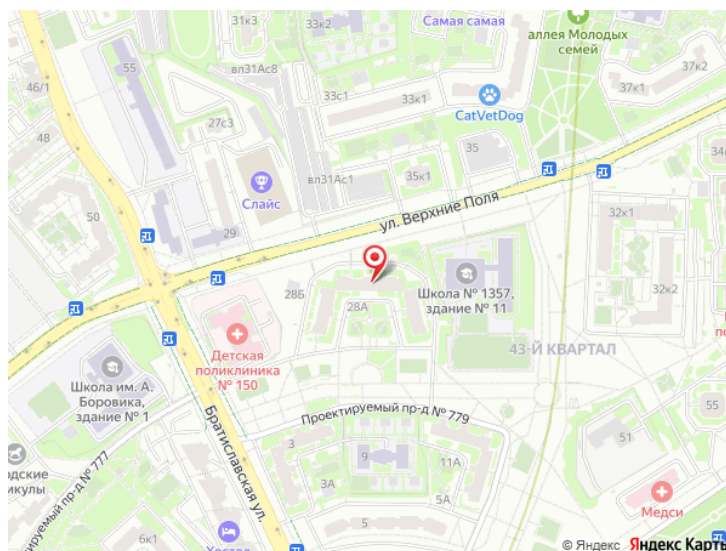 31к3
33к2
Самая самая
аллея Молодых
семей
55
вл31Ас8
37к2
46/1
33с1
33к1
37к1
CatVetDog
27с3
48
35
вл31Ас1
35к1
Слайс
50
29
ул. Верхние Поля
32к1
28Б
28А
Школа № 1357,
здание № 11
32к2
Детская
поликлиника
№ 150
43-Й КВАРТАЛ
Школа им. А.
Боровика,
здание № 1
Проектируемый пр-д № 779
55
51
Братиславская ул.
3
9
11А
3А
5А
5
пр-д № 777
Медси
6к1
© Яндекс Яндекс Карты